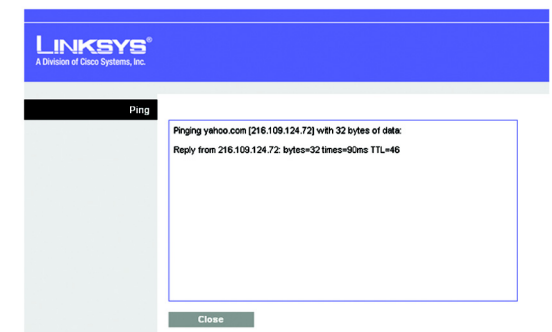 LINKSYS®
A Division of Cisco Systems, Inc.
Ping
Pinging yahoo.com [216.109.124.72] with 32 bytes of data:
Reply from 216.109.124.72: bytes=32 times=90ms TTL=46
Close